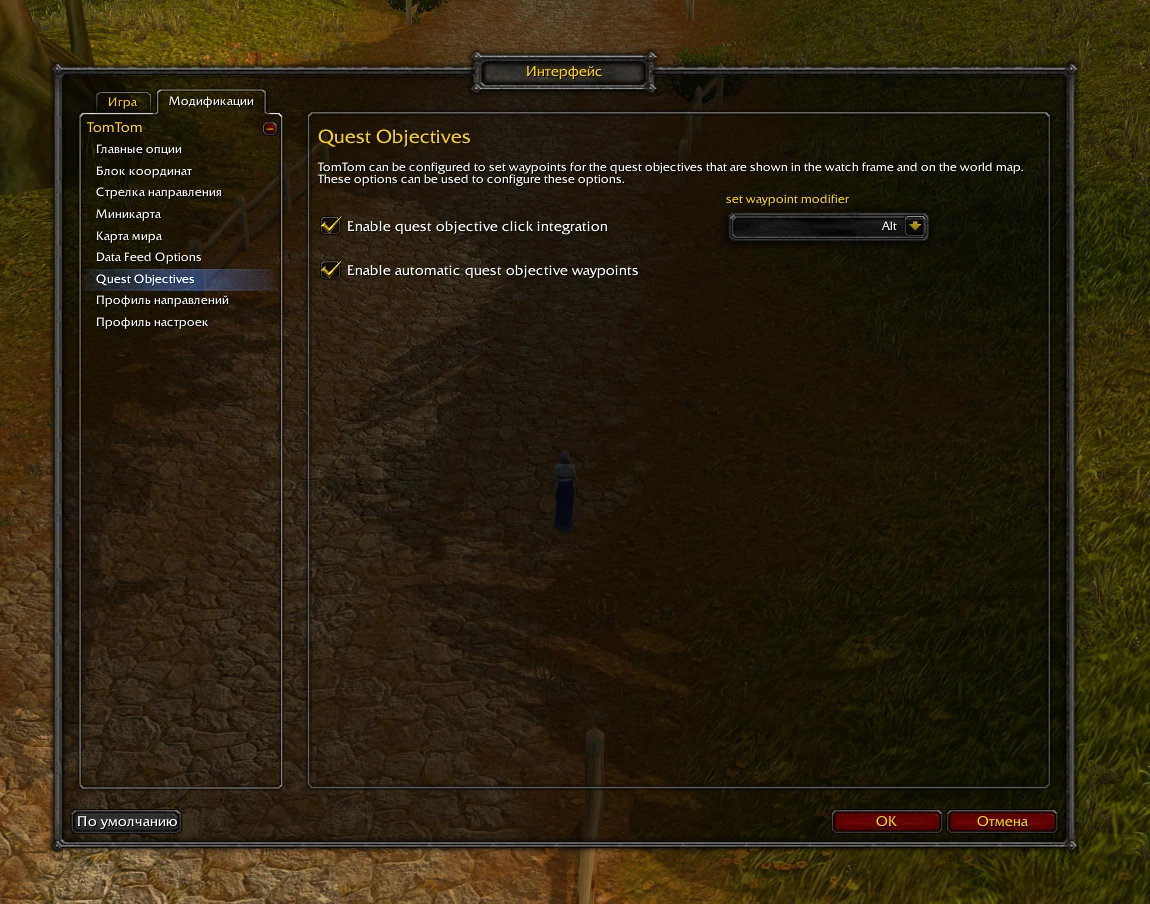 Интерфейс
Игра
Модификации
TomTom
Главные опции
Блок координат
Стрелка направления
Миникарта
Карта мира
Data Feed Options
Quest Objectives
Профиль направлений
Профиль настроек
Quest Objectives
TomTom can be configured to set waypoints for the quest objectives that are shown in the watch frame and on the world map.
These options can be used to configure these options.
set waypoint modifier
Enable quest objective click integration
Alt
Enable automatic quest objective waypoints
По умолчанию
ОК
Отмена